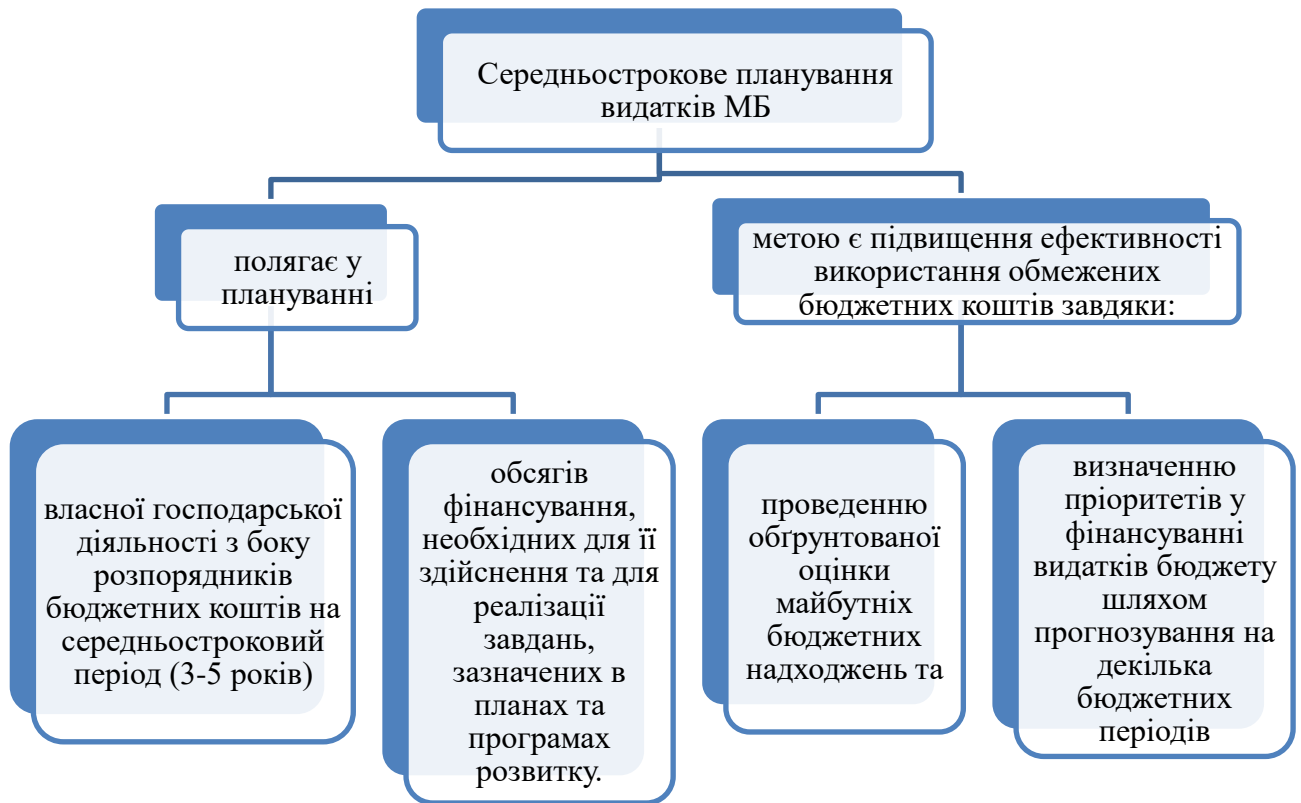 Середньострокове планування
видатків МБ
полягає у
плануванні
метою є підвищення ефективності
використання обмежених
бюджетних коштів завдяки:
власної господарської
діяльності з боку
розпорядників
бюджетних коштів на
середньостроковий
період (3-5 років)
обсягів
фінансування,
необхідних для її
здійснення та для
реалізації
завдань,
зазначених в
планах та
програмах
розвитку.
проведенню
обґрунтованої
оцінки
майбутніх
бюджетних
надходжень та
визначенню
пріоритетів у
фінансуванні
видатків бюджету
шляхом
прогнозування на
декілька
бюджетних
періодів